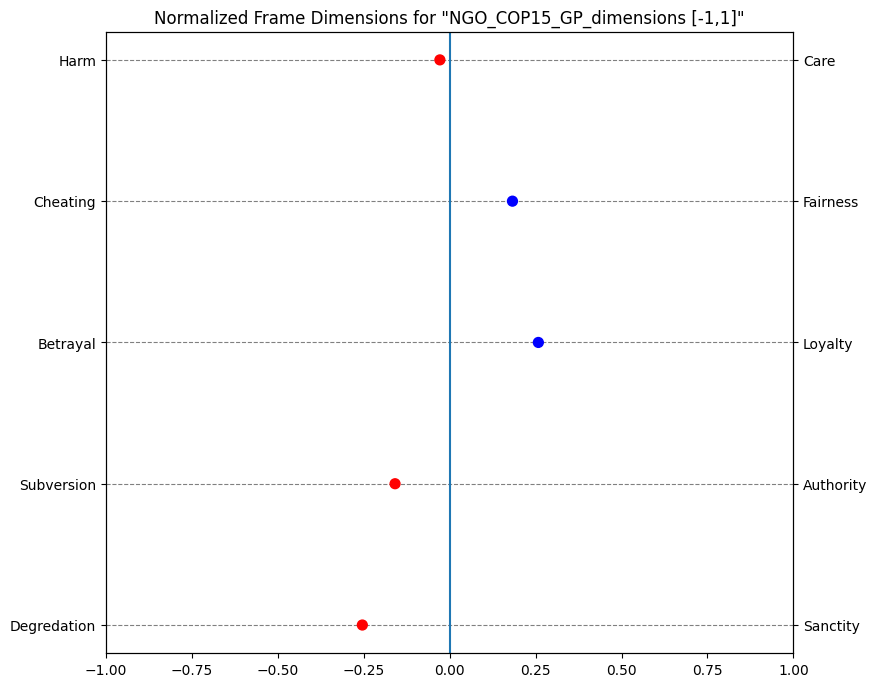 Normalized Frame Dimensions for "NGO_COP15_GP_dimensions [-1,1]"
Harm Care
Cheating Fairness
Betrayal Loyalty
Subversion Authority
Degredation Sanctity
−1.00 −0.75 −0.50 −0.25 0.00 0.25 0.50 0.75 1.00